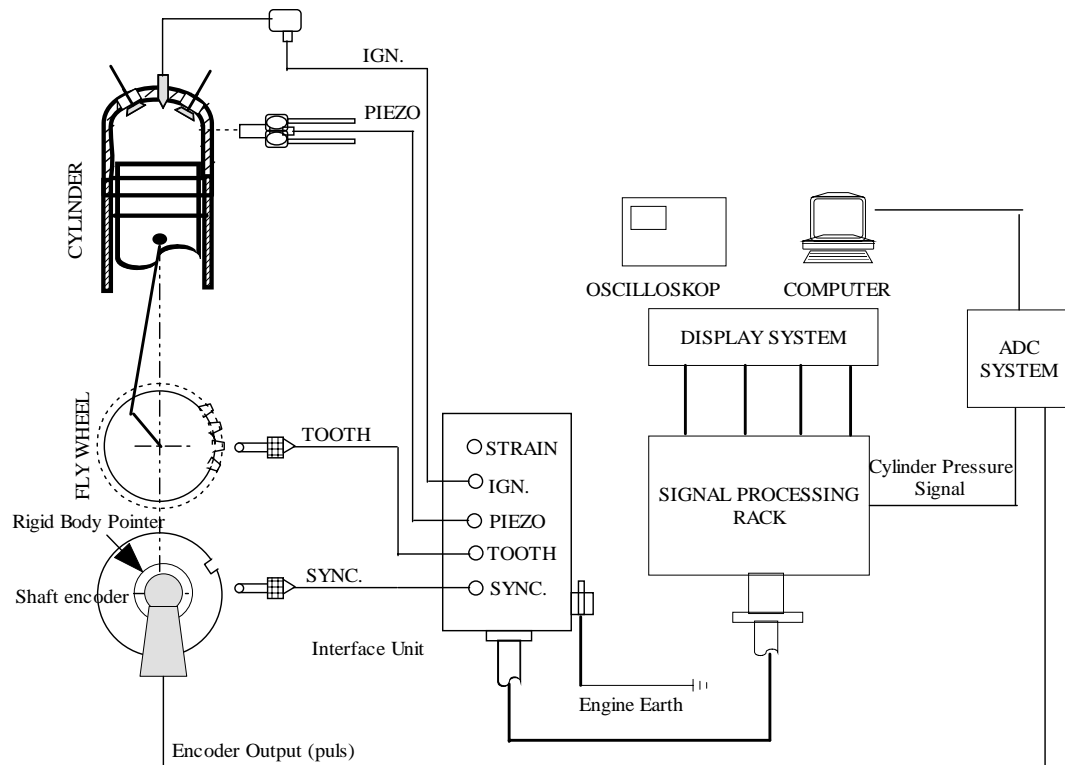 IGN.
PIEZO
CYLINDER
OSCILLOSKOP
COMPUTER
DISPLAY SYSTEM
ADC
SYSTEM
FLY WHEEL
TOOTH
STRAIN
IGN.
PIEZO
TOOTH
SYNC.
SIGNAL PROCESSING
RACK
Cylinder Pressure
Signal
Rigid Body Pointer
Shaft encoder
SYNC.
Interface Unit
Engine Earth
Encoder Output (puls)